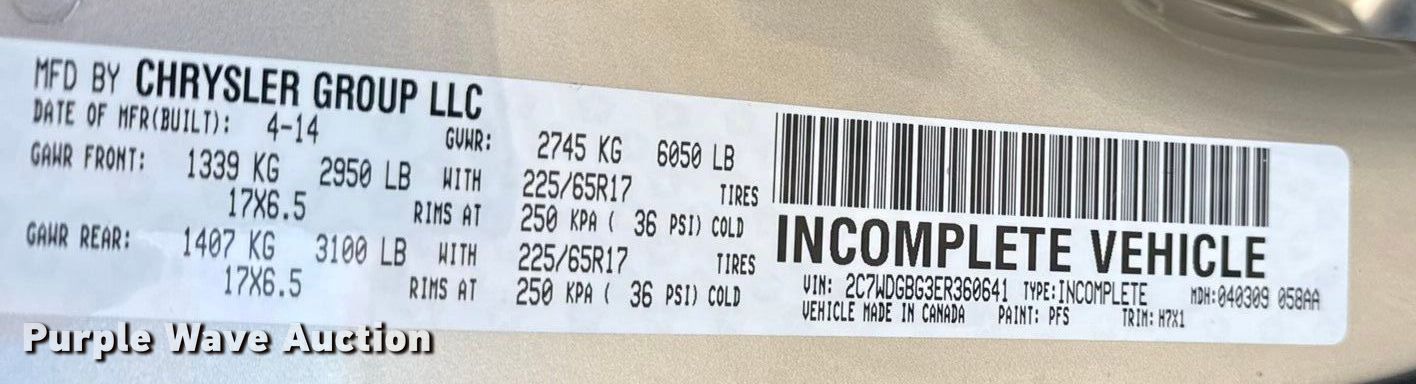 MFD BY CHRYSLER GROUP LLC
DATE OF MFR(BUILT): 4-14 GVWR: 2745 KG 6050 LB
GAWR FRONT: 1339 KG 2950 LB WITH 225/65R17 TIRES
17X6.5 RIMS AT 250 KPA ( 36 PSI) COLD
GAWR REAR: 1407 KG 3100 LB WITH 225/65R17 TIRES
17X6.5 RIMS AT 250 KPA ( 36 PSI) COLD
INCOMPLETE VEHICLE
VIN: 2C7WDGBG3ER360641 TYPE:INCOMPLETE MDH:040309 058AA
VEHICLE MADE IN CANADA PAINT: PFS TRIM: H7X1
Purple Wave Auction